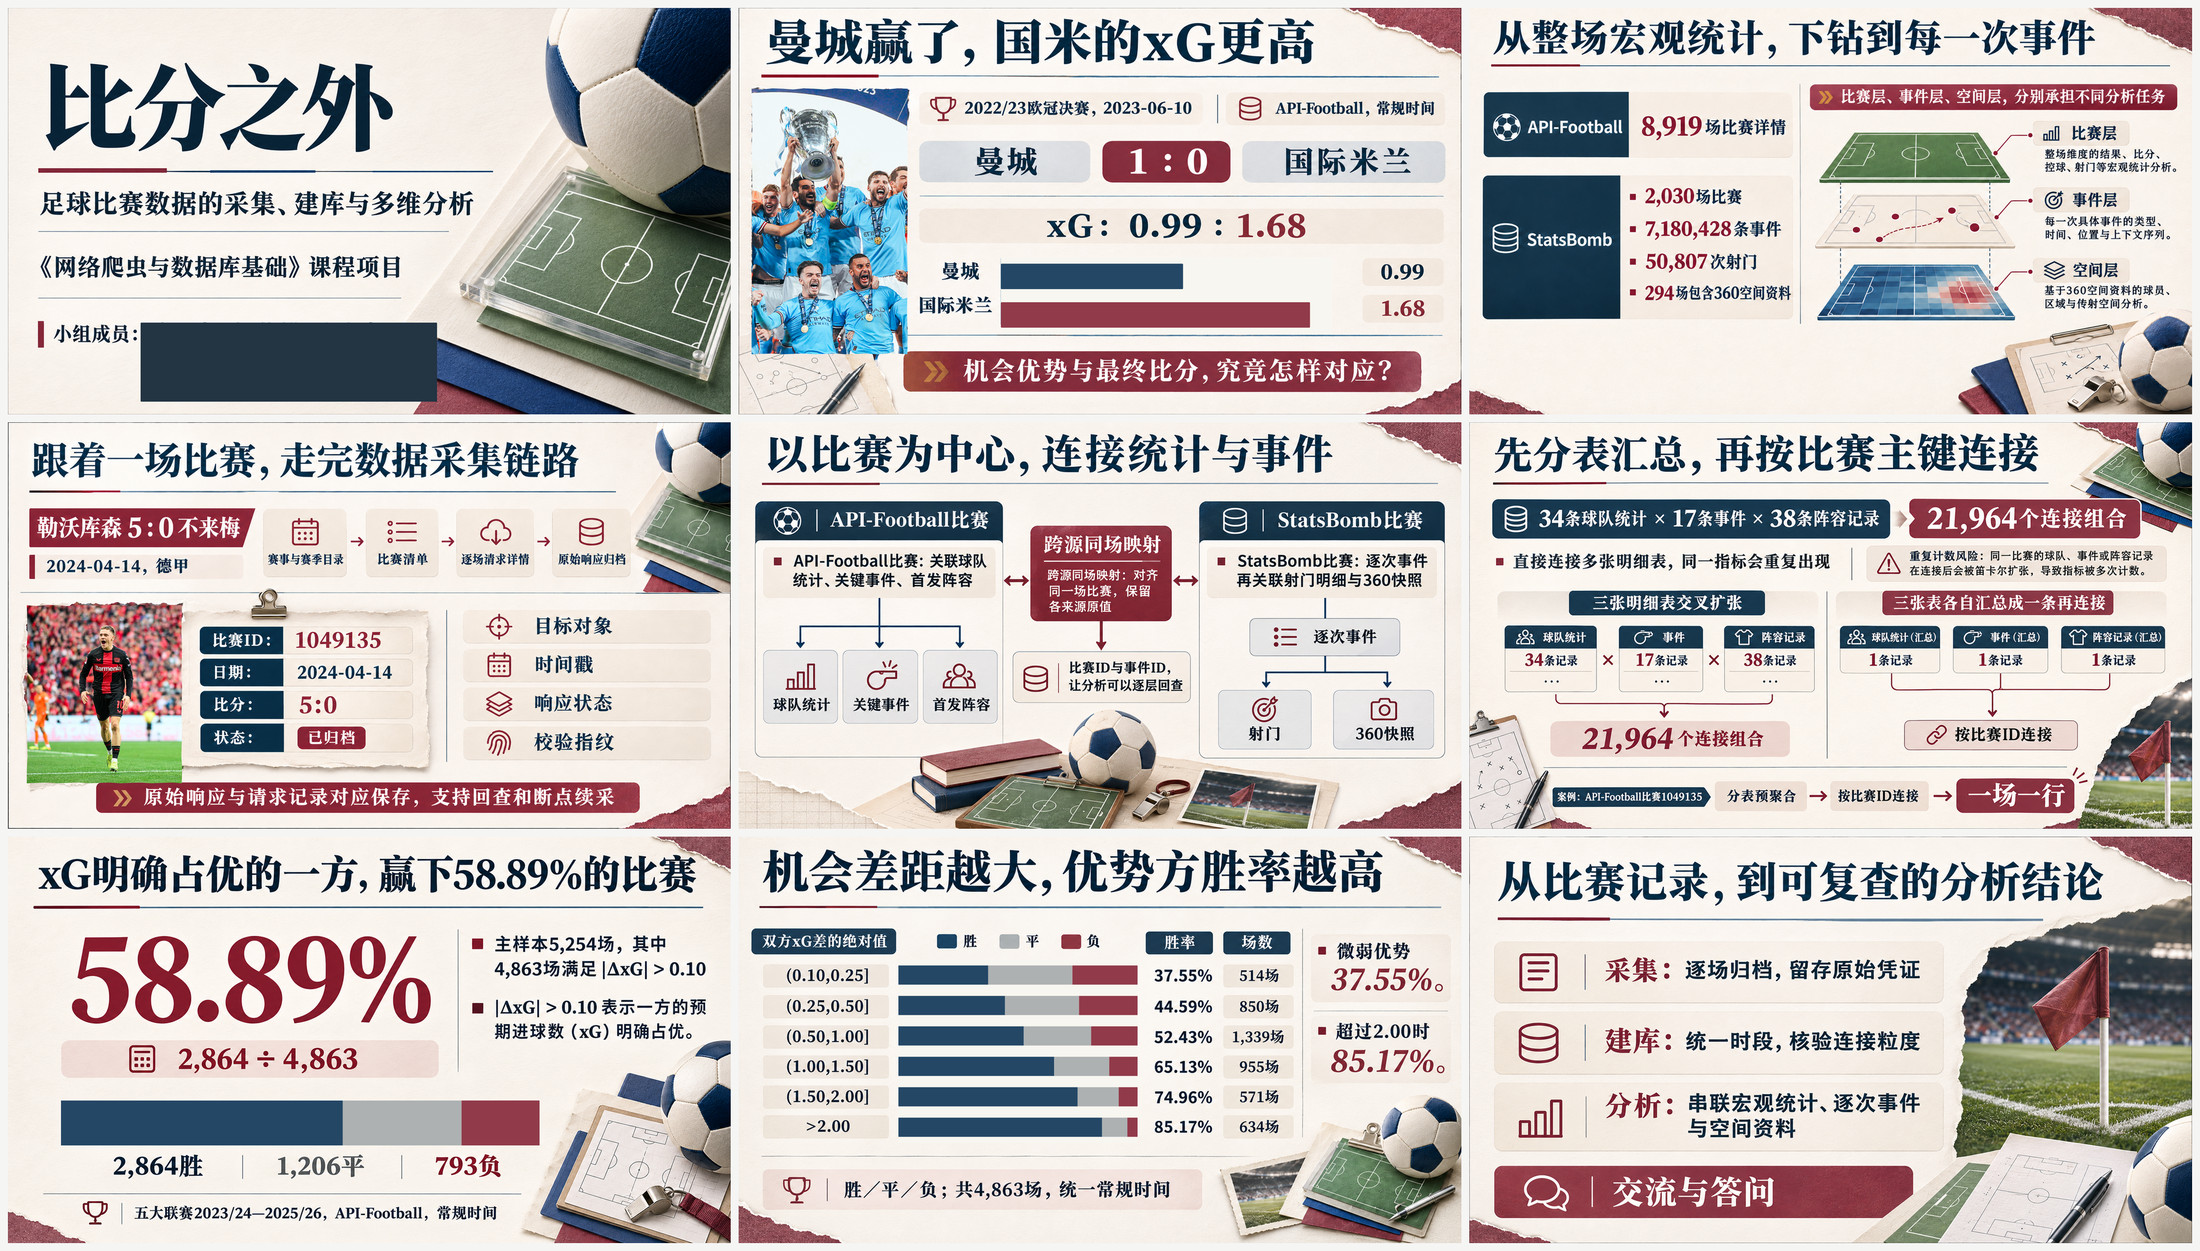 比分之外
足球比赛数据的采集、建库与多维分析
《网络爬虫与数据库基础》课程项目
小组成员：
曼城赢了，国米的xG更高
2022/23欧冠决赛，2023-06-10
API-Football，常规时间
曼城
1：0
国际米兰
xG：0.99：1.68
曼城
0.99
国际米兰
1.68
机会优势与最终比分，究竟怎样对应？
从整场宏观统计，下钻到每一次事件
API-Football
8,919场比赛详情
StatsBomb
2,030场比赛
7,180,428条事件
50,807次射门
294场包含360空间资料
比赛层、事件层、空间层，分别承担不同分析任务
比赛层
整场维度的结果、比分、
控球、射门等宏观统计分析。
事件层
每一次具体事件的类型、
时间、位置与上下文序列。
空间层
基于360空间资料的球员、
区域与传射空间分析。
跟着一场比赛，走完数据采集链路
勒沃库森 5:0 不来梅
2024-04-14，德甲
赛事与赛季目录
比赛清单
逐场请求详情
原始响应归档
比赛ID：
1049135
日期：
2024-04-14
比分：
5:0
状态：
已归档
目标对象
时间戳
响应状态
校验指纹
原始响应与请求记录对应保存，支持回查和断点续采
以比赛为中心，连接统计与事件
API-Football比赛
API-Football比赛：关联球队
统计、关键事件、首发阵容
球队统计
关键事件
首发阵容
跨源同场映射
跨源同场映射：对齐
同一场比赛，保留
各来源原值
比赛ID与事件ID，
让分析可以逐层回查
StatsBomb比赛
StatsBomb比赛：逐次事件
再关联射门明细与360快照
逐次事件
射门
360快照
先分表汇总，再按比赛主键连接
34条球队统计 × 17条事件 × 38条阵容记录
21,964个连接组合
直接连接多张明细表，同一指标会重复出现
重复计数风险：同一比赛的球队、事件或阵容记录
在连接后会被笛卡尔扩张，导致指标被多次计数。
三张明细表交叉扩张
球队统计
34条记录
...
×
事件
17条记录
...
×
阵容记录
38条记录
...
21,964个连接组合
三张表各自汇总成一条再连接
球队统计（汇总）
1条记录
事件（汇总）
1条记录
阵容记录（汇总）
1条记录
按比赛ID连接
案例：API-Football比赛1049135
分表预聚合
按比赛ID连接
一场一行
xG明确占优的一方，赢下58.89%的比赛
58.89%
2,864 ÷ 4,863
主样本5,254场，其中
4,863场满足 |ΔxG| > 0.10
|ΔxG| > 0.10 表示一方的预
期进球数（xG）明确占优。
2,864胜
1,206平
793负
五大联赛2023/24—2025/26，API-Football，常规时间
机会差距越大，优势方胜率越高
双方xG差的绝对值
胜
平
负
胜率
场数
(0.10,0.25]
37.55%
514场
(0.25,0.50]
44.59%
850场
(0.50,1.00]
52.43%
1,339场
(1.00,1.50]
65.13%
955场
(1.50,2.00]
74.96%
571场
>2.00
85.17%
634场
微弱优势
37.55%。
超过2.00时
85.17%。
胜／平／负；共4,863场，统一常规时间
从比赛记录，到可复查的分析结论
采集：逐场归档，留存原始凭证
建库：统一时段，核验连接粒度
分析：串联宏观统计、逐次事件
与空间资料
交流与答问